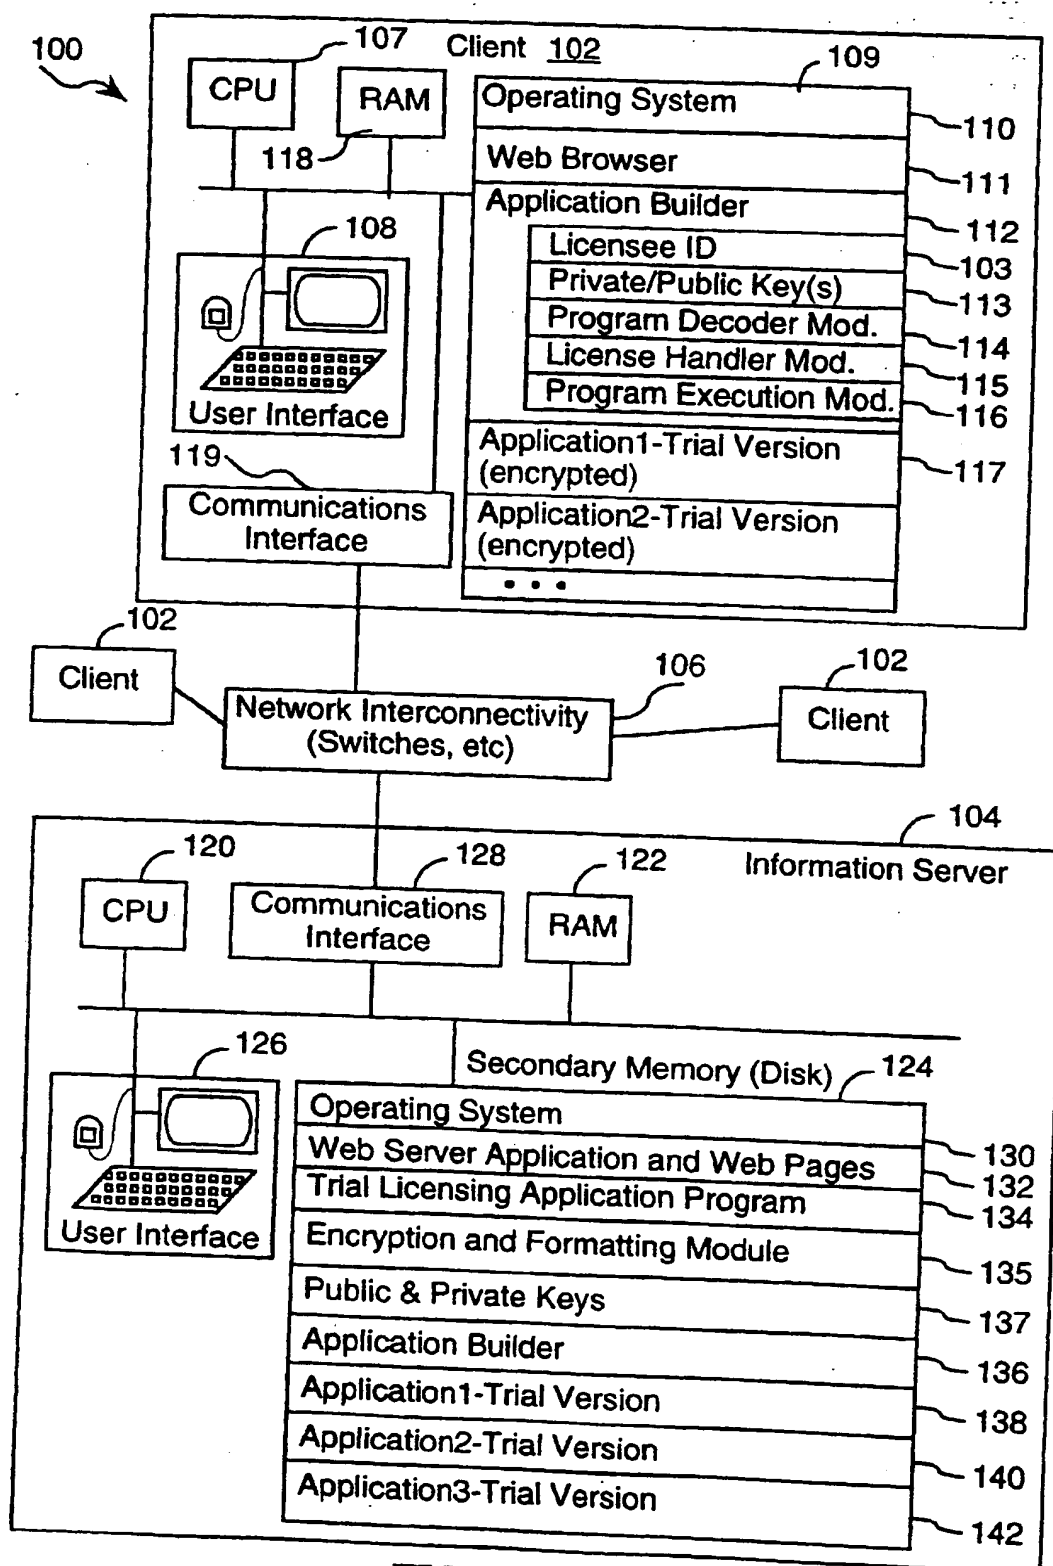 100
107
Client 102
109
CPU
RAM
118
Operating System
110
Web Browser
111
Application Builder
112
Licensee ID
103
Private/Public Key(s)
113
Program Decoder Mod.
114
License Handler Mod.
115
Program Execution Mod.
116
108
User Interface
Application1-Trial Version
(encrypted)
117
119
Communications
Interface
Application2-Trial Version
(encrypted)
• • •
102
Client
106
Network Interconnectivity
(Switches, etc)
102
Client
104
Information Server
120
CPU
128
Communications
Interface
122
RAM
126
User Interface
Secondary Memory (Disk)
124
Operating System
130
Web Server Application and Web Pages
132
Trial Licensing Application Program
134
Encryption and Formatting Module
135
Public & Private Keys
137
Application Builder
136
Application1-Trial Version
138
Application2-Trial Version
140
Application3-Trial Version
142